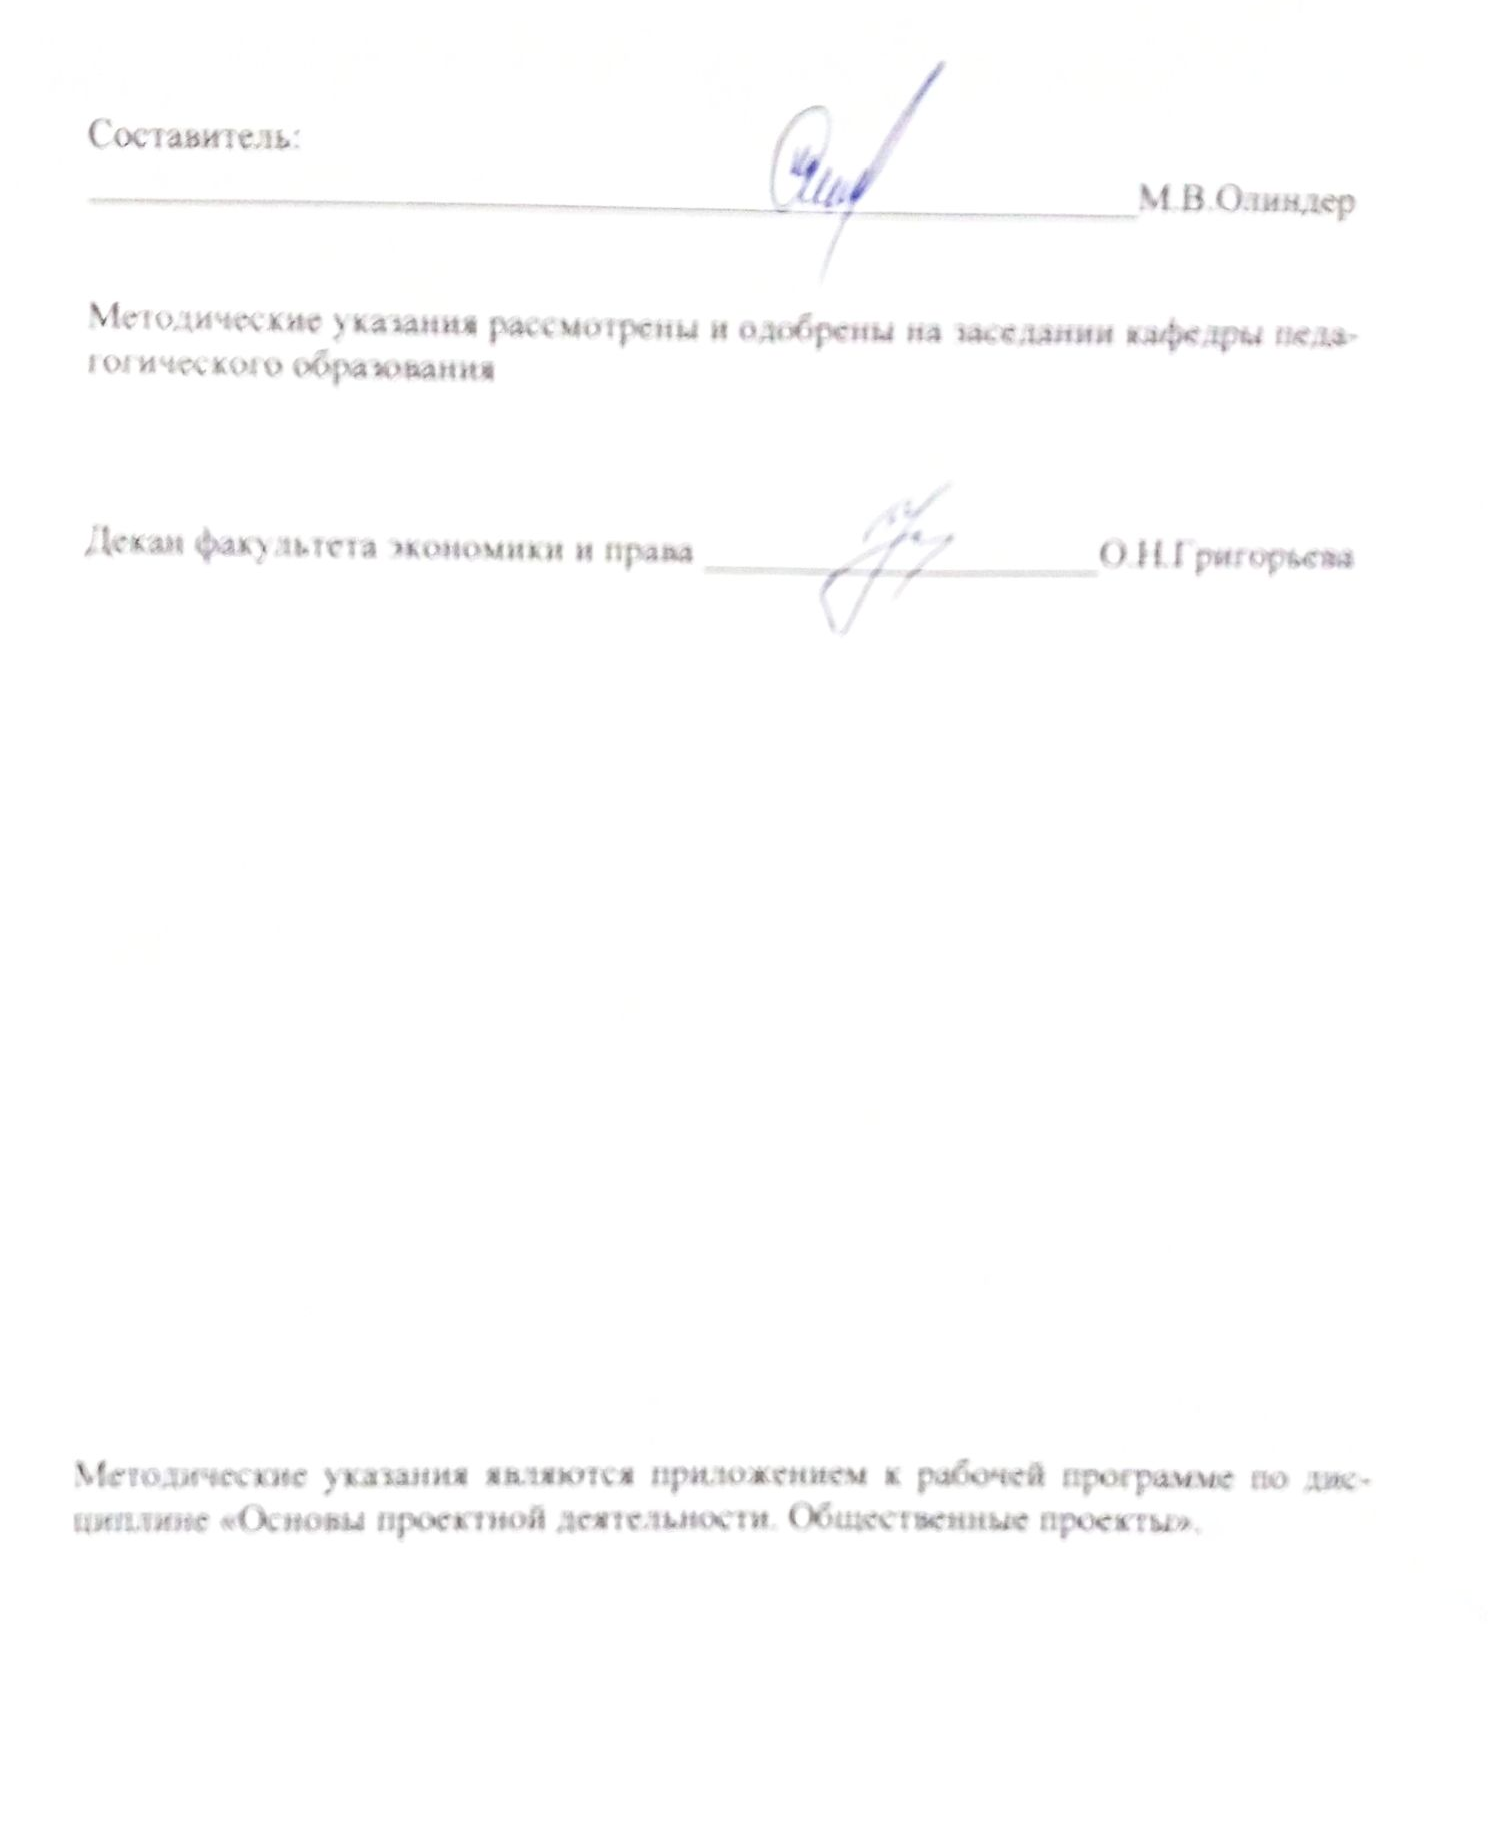 Составитель:
М.В.Олиндер
Методические указания рассмотрены и одобрены на заседании кафедры педа-
гогического образования
Декан факультета экономики и права О.Н.Григорьева
Методические указания являются приложением к рабочей программе по дис-
циплине «Основы проектной деятельности. Общественные проекты».